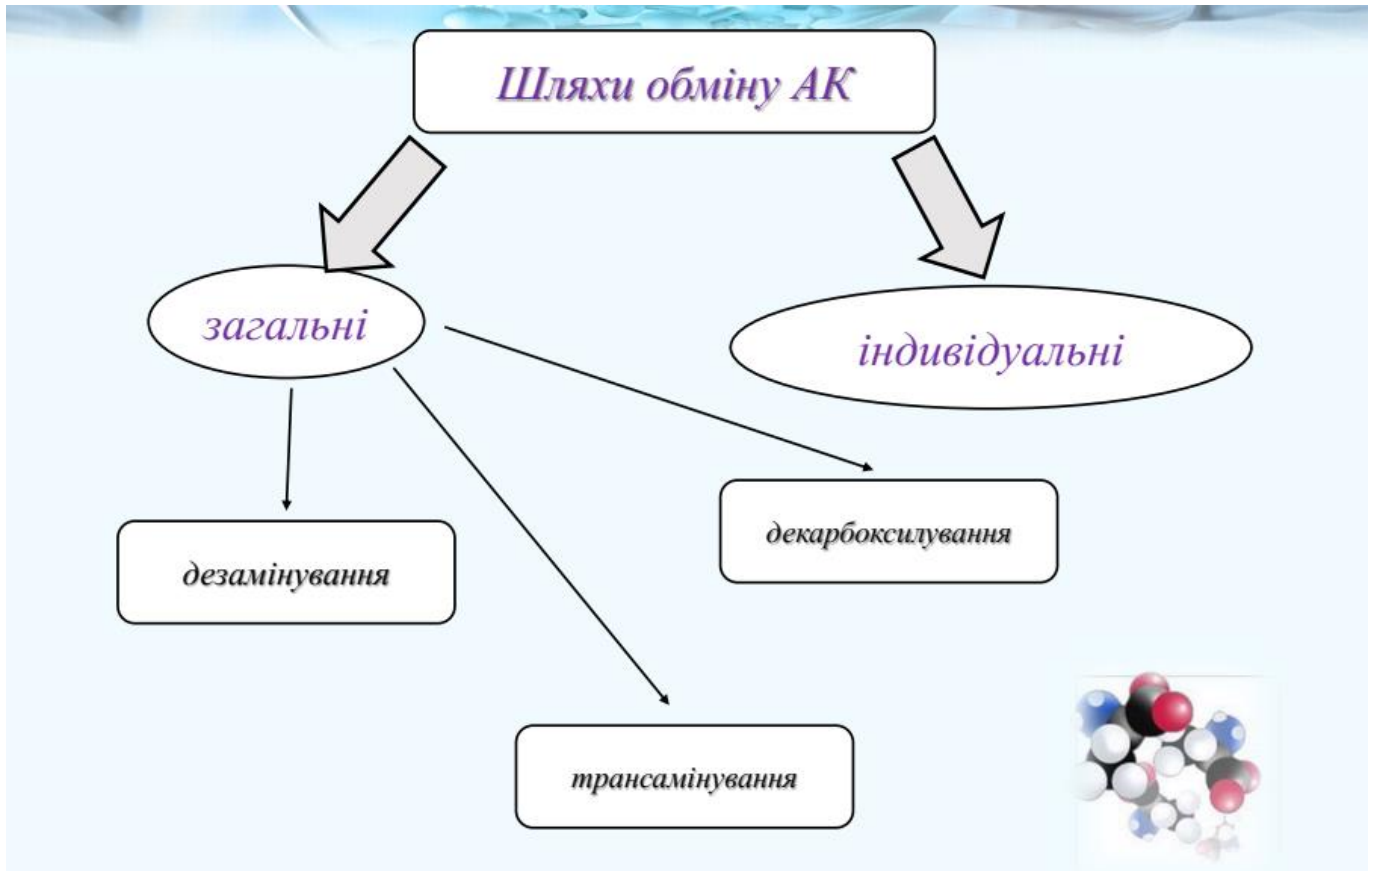 Шляхи обміну АК
загальні
індивідуальні
декарбоксилування
дезамінування
трансамінування